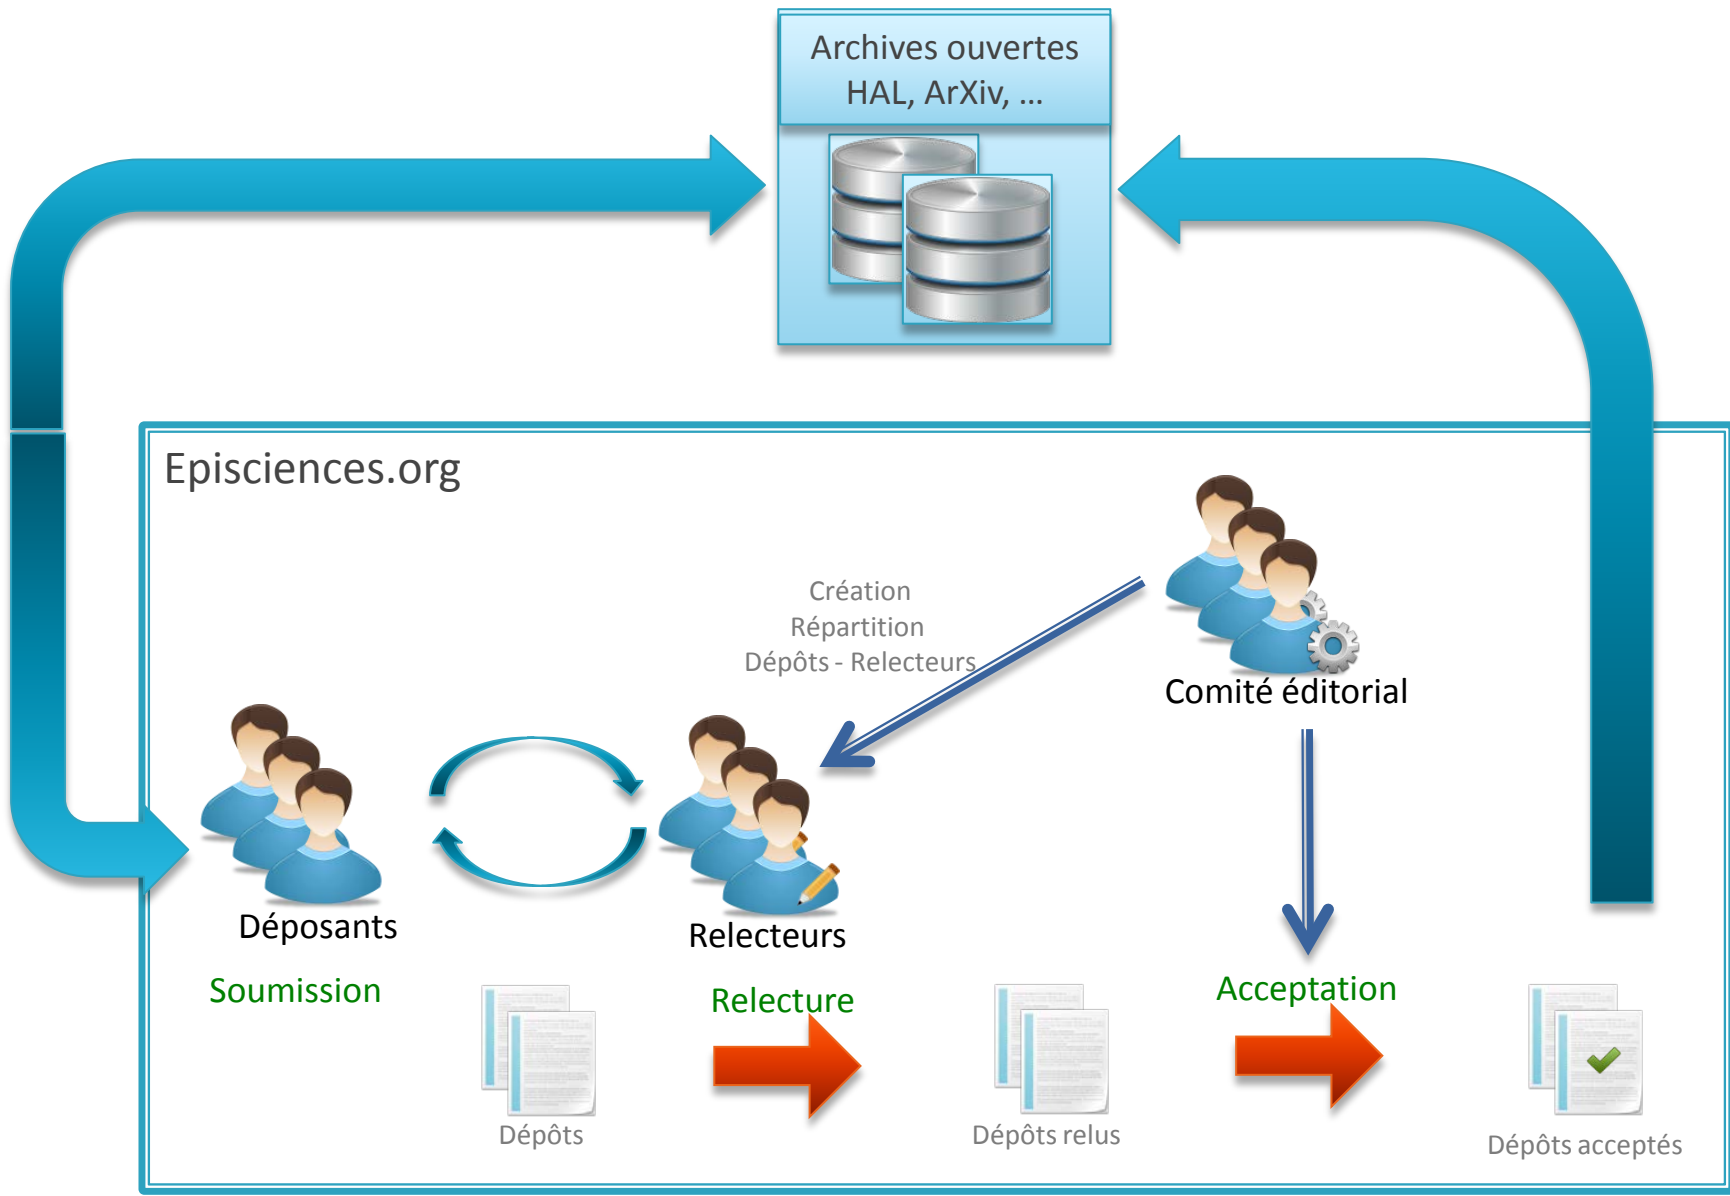 Archives ouvertes
HAL, ArXiv, ...
Episciences.org
Création
Répartition
Dépôts - Relecteurs
Comité éditorial
Déposants
Relecteurs
Soumission
Relecture
Acceptation
Dépôts
Dépôts relus
Dépôts acceptés